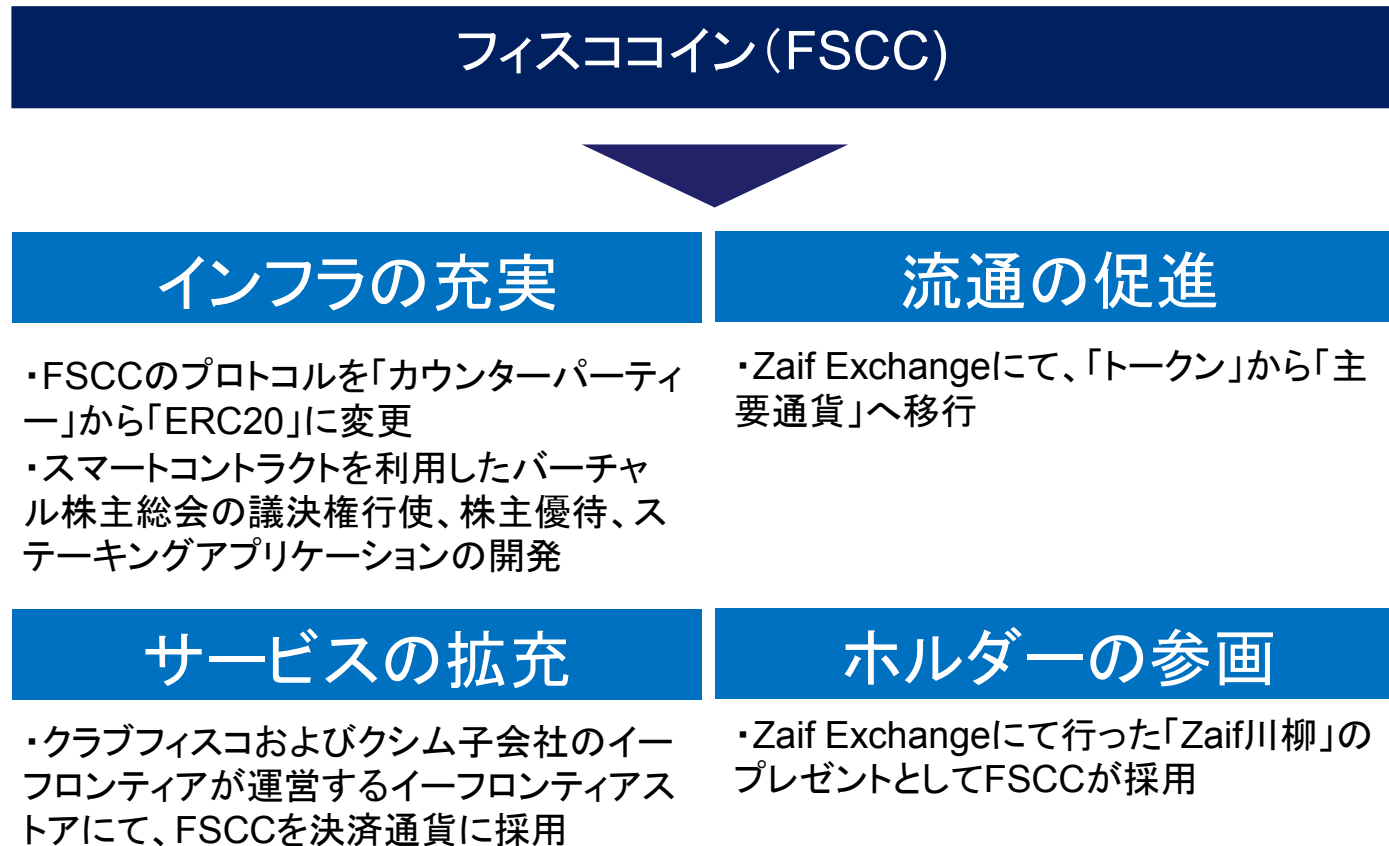 フィスココイン（FSCC）
インフラの充実
・FSCCのプロトコルを「カウンターパーティ
ー」から「ERC20」に変更
・スマートコントラクトを利用したバーチャ
ル株主総会の議決権行使、株主優待、ス
テーキングアプリケーションの開発
流通の促進
・Zaif Exchangeにて、「トークン」から「主
要通貨」へ移行
サービスの拡充
・クラブフィスコおよびクシム子会社のイー
フロンティアが運営するイーフロンティアス
トアにて、FSCCを決済通貨に採用
ホルダーの参画
・Zaif Exchangeにて行った「Zaif川柳」の
プレゼントとしてFSCCが採用